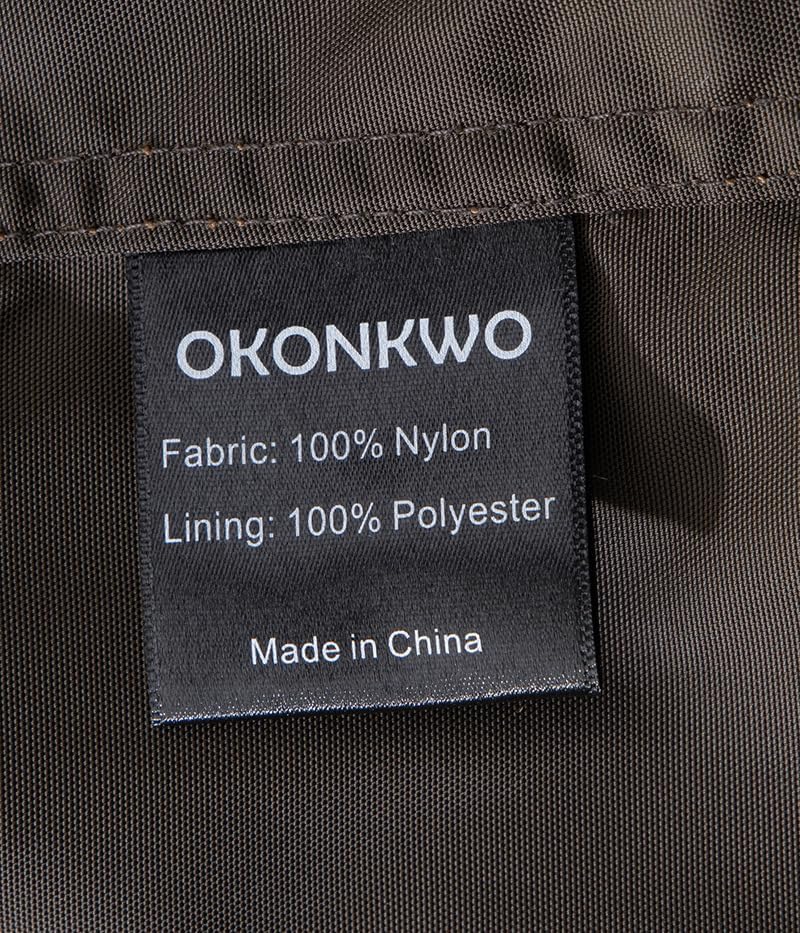 OKONKWO
Fabric: 100% Nylon
Lining: 100% Polyester
Made in China